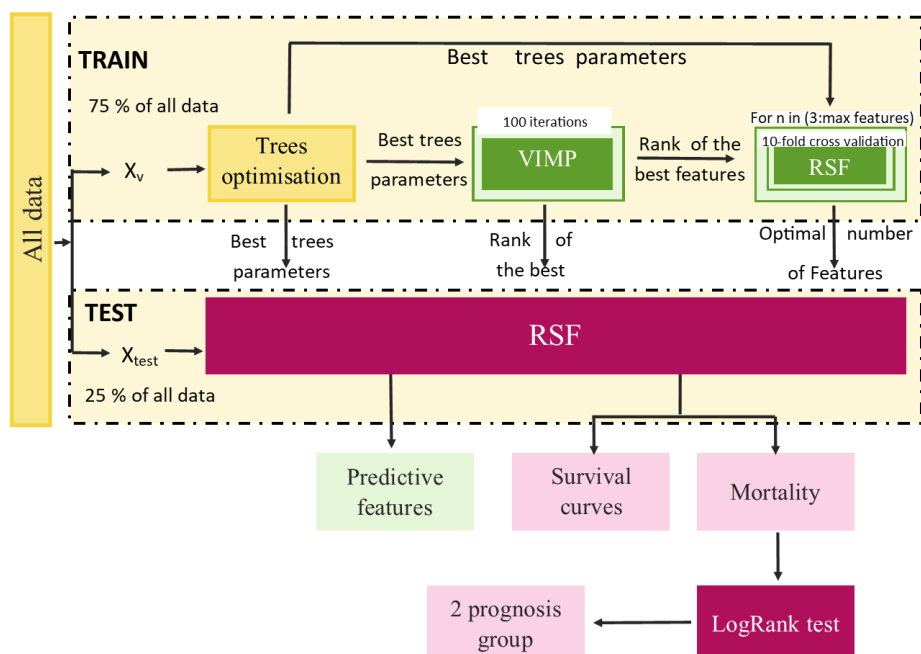 All data
TRAIN
75 % of all data
Best trees parameters
Xv
Trees
optimisation
Best trees
parameters
100 iterations
VIMP
Rank of the
best features
For n in (3:max features)
10-fold cross validation
RSF
Best trees
parameters
Rank of
the best
Optimal number
of Features
TEST
Xtest
25 % of all data
RSF
Predictive
features
Survival
curves
Mortality
2 prognosis
group
LogRank test